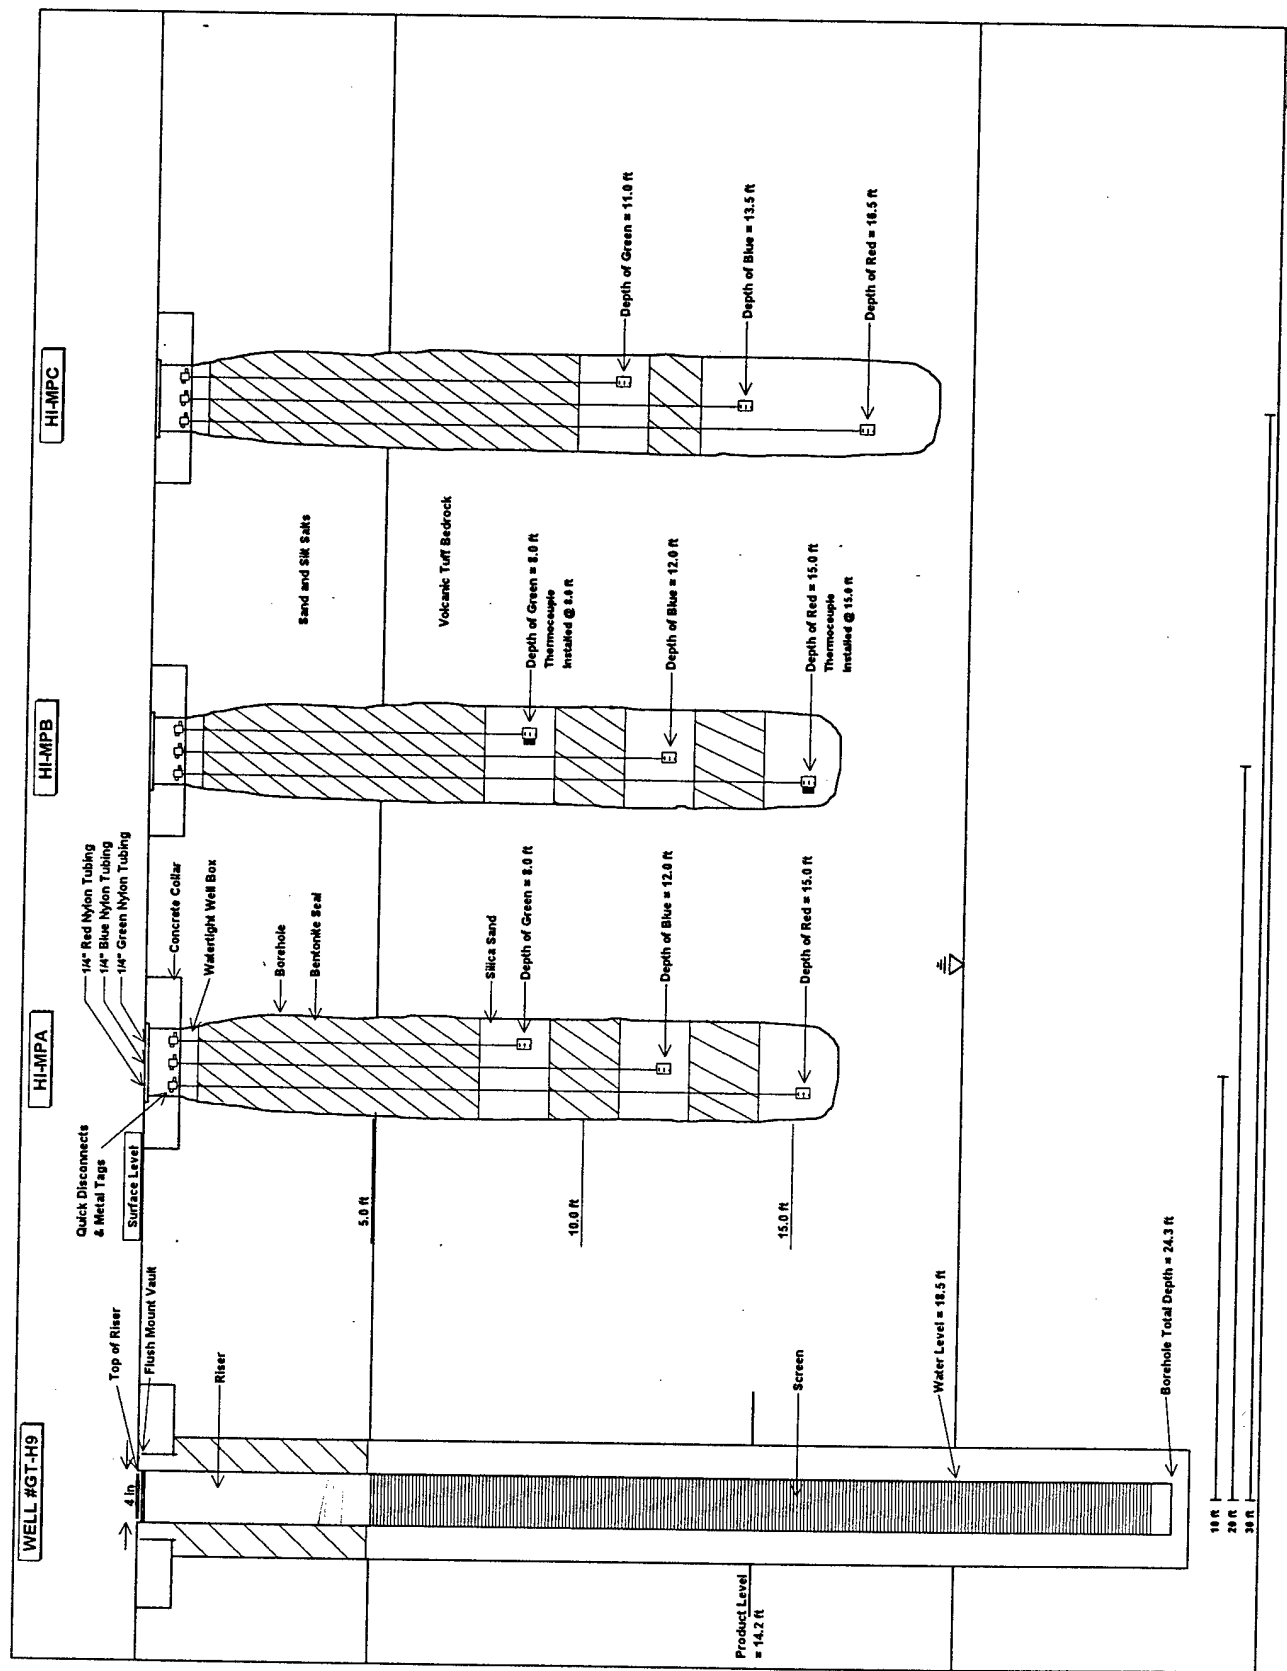 WELL #GT-H9
HI-MPA
HI-MPB
HI-MPC
4 in
Top of Riser
Flush Mount Vault
Riser
Quick Disconnects
& Metal Tags
Surface Level
1/4" Red Nylon Tubing
1/4" Blue Nylon Tubing
1/4" Green Nylon Tubing
Concrete Collar
Watertight Well Box
Borehole
Bentonite Seal
Silica Sand
Depth of Green = 8.0 ft
Depth of Blue = 12.0 ft
Depth of Red = 15.0 ft
5.0 ft
10.0 ft
15.0 ft
Depth of Green = 8.0 ft
Thermocouple
Installed @ 8.0 ft
Depth of Blue = 12.0 ft
Depth of Red = 15.0 ft
Thermocouple
Installed @ 15.0 ft
Sand and Silt Salts
Volcanic Tuff Bedrock
Depth of Green = 11.0 ft
Depth of Blue = 13.5 ft
Depth of Red = 16.5 ft
Product Level
= 14.2 ft
Screen
Water Level = 18.5 ft
Borehole Total Depth = 24.3 ft
10 ft
20 ft
30 ft